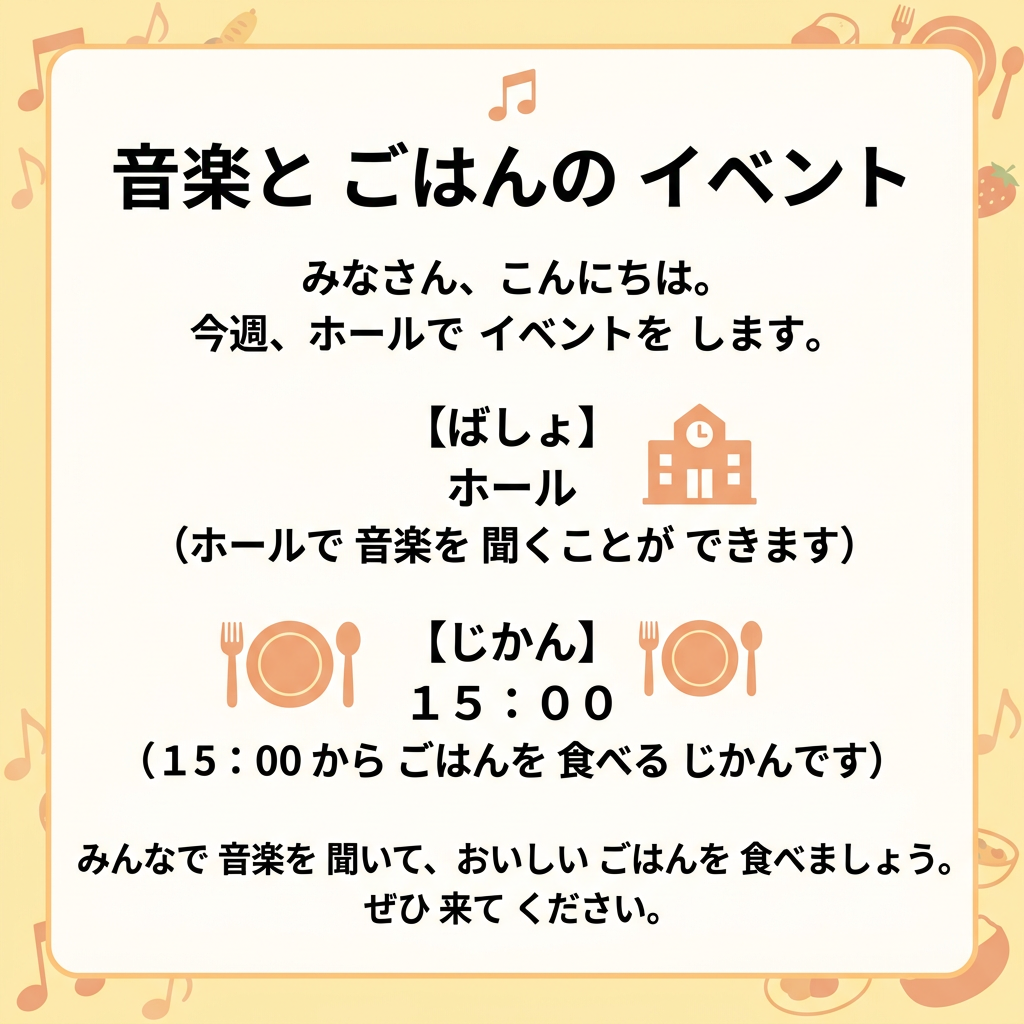 音楽と ごはんの イベント
みなさん、こんにちは。
今週、ホールで イベントを します。
【ばしょ】
ホール
（ホールで 音楽を 聞くことが できます）
【じかん】
１５：００
（15：00 から ごはんを 食べる じかんです）
みんなで 音楽を 聞いて、おいしい ごはんを 食べましょう。
ぜひ 来て ください。